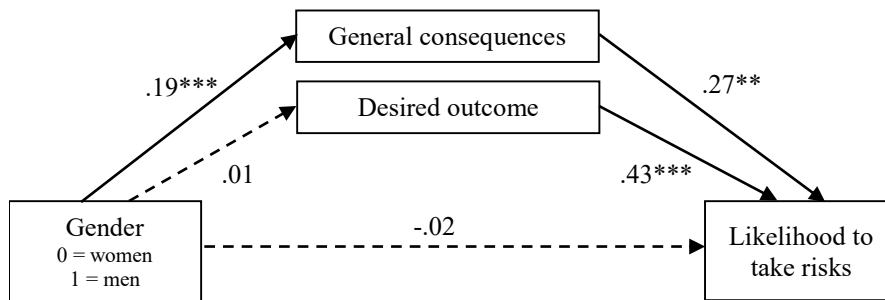 General consequences
.19***
.27**
Desired outcome
.01
.43***
Gender
0 = women
1 = men
-.02
Likelihood to
take risks